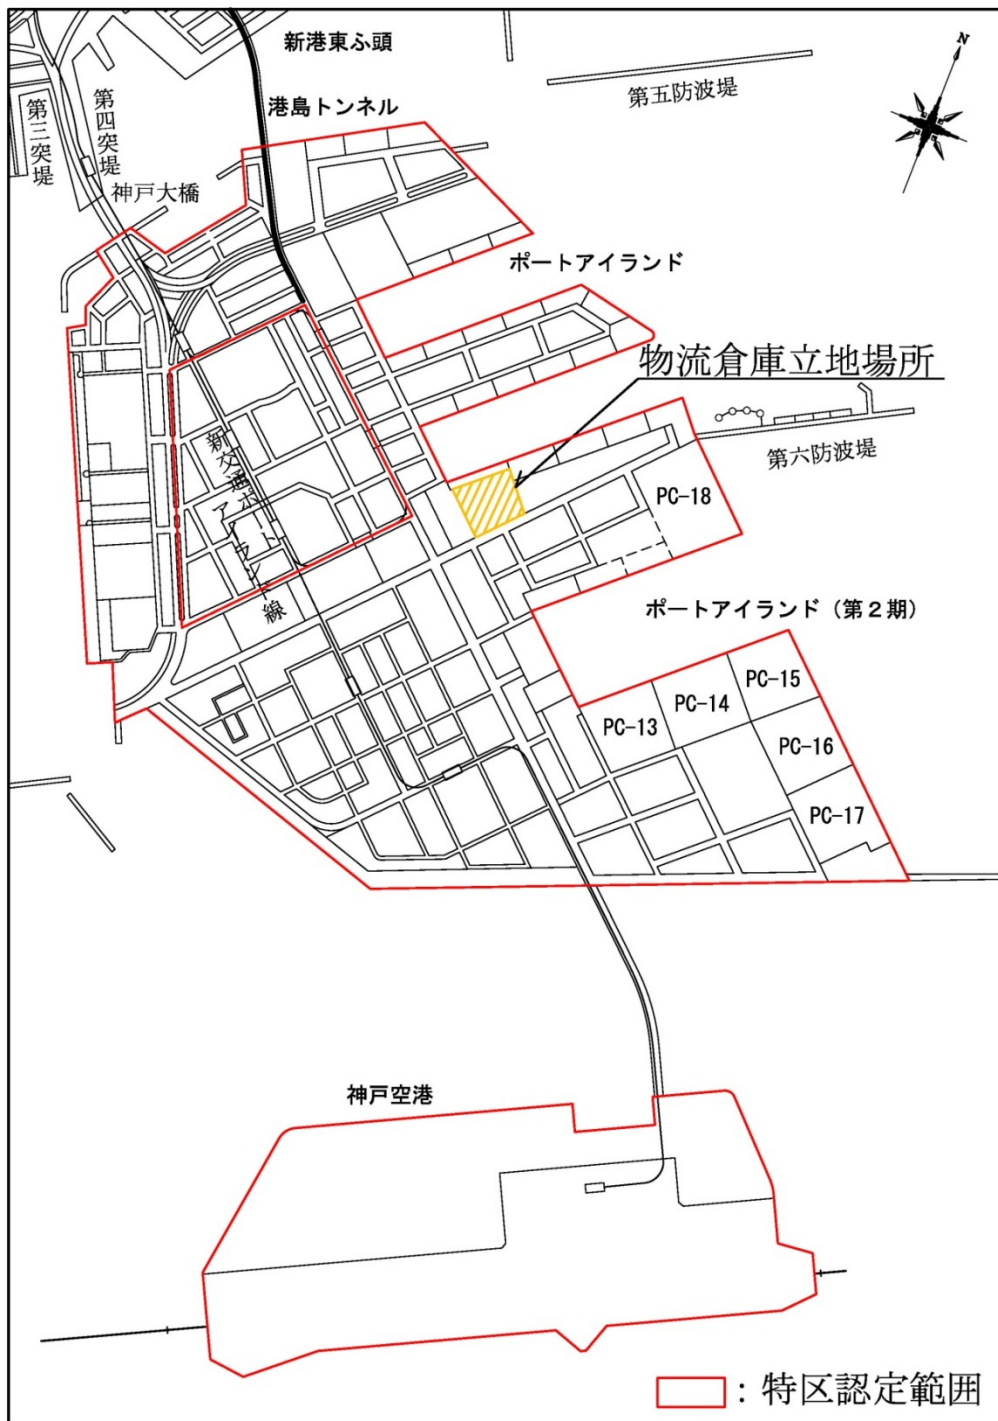 新港東ふ頭
N
第五防波堤
港島トンネル
第三突堤
第四突堤
神戸大橋
ポートアイランド
物流倉庫立地場所
第六防波堤
新交通ポートアイランド線
PC-18
ポートアイランド（第２期）
PC-15
PC-14
PC-13
PC-16
PC-17
神戸空港
：特区認定範囲